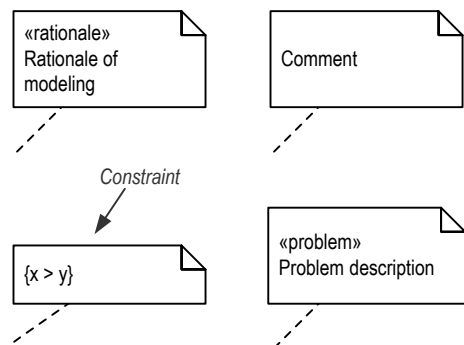 «rationale»
Rationale of
modeling
Comment
Constraint
{x > y}
«problem»
Problem description